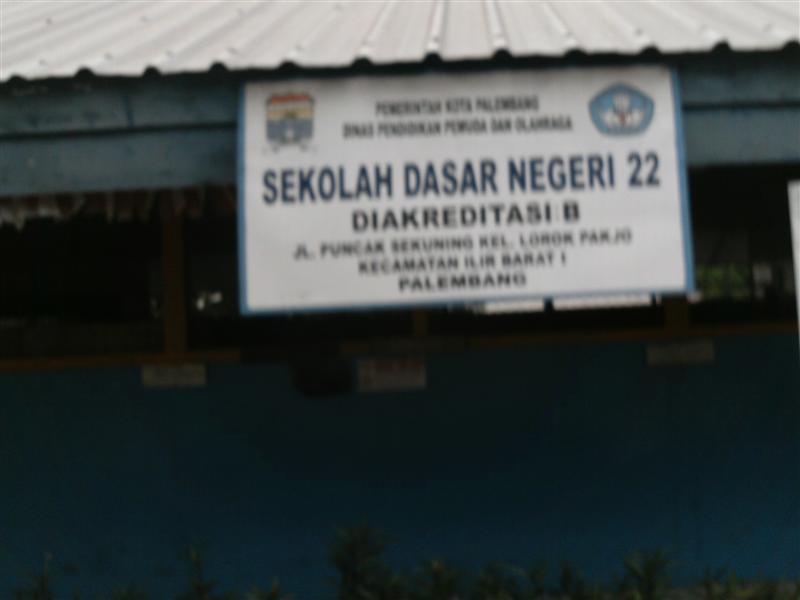 PEMERINTAH KOTA PALEMBANG
DINAS PENDIDIKAN PEMUDA DAN OLAHRAGA
SEKOLAH DASAR NEGERI 22
DIAKREDITASI : B
JL. PUNCAK SEKUNING KEL. LOROK PAKJO
KECAMATAN ILIR BARAT I
PALEMBANG